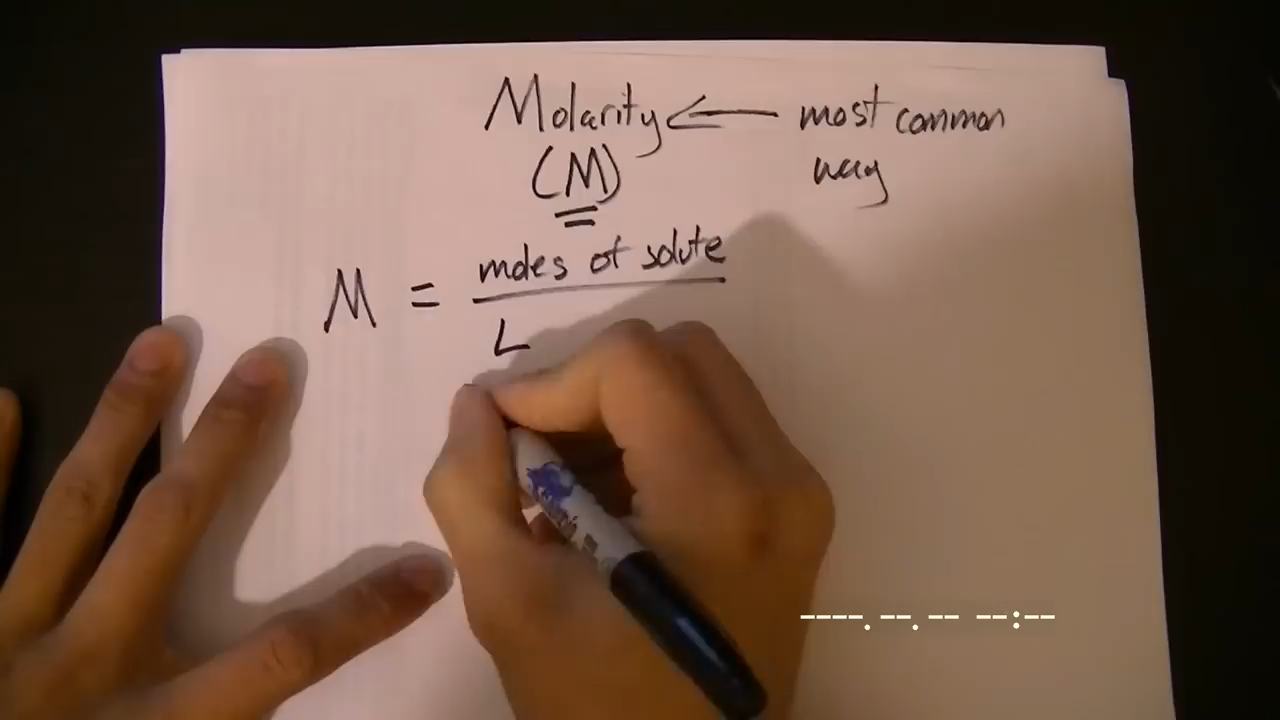 Molarity ← most common
(M) way
M = moles of solute
L
----.--.-- --:--